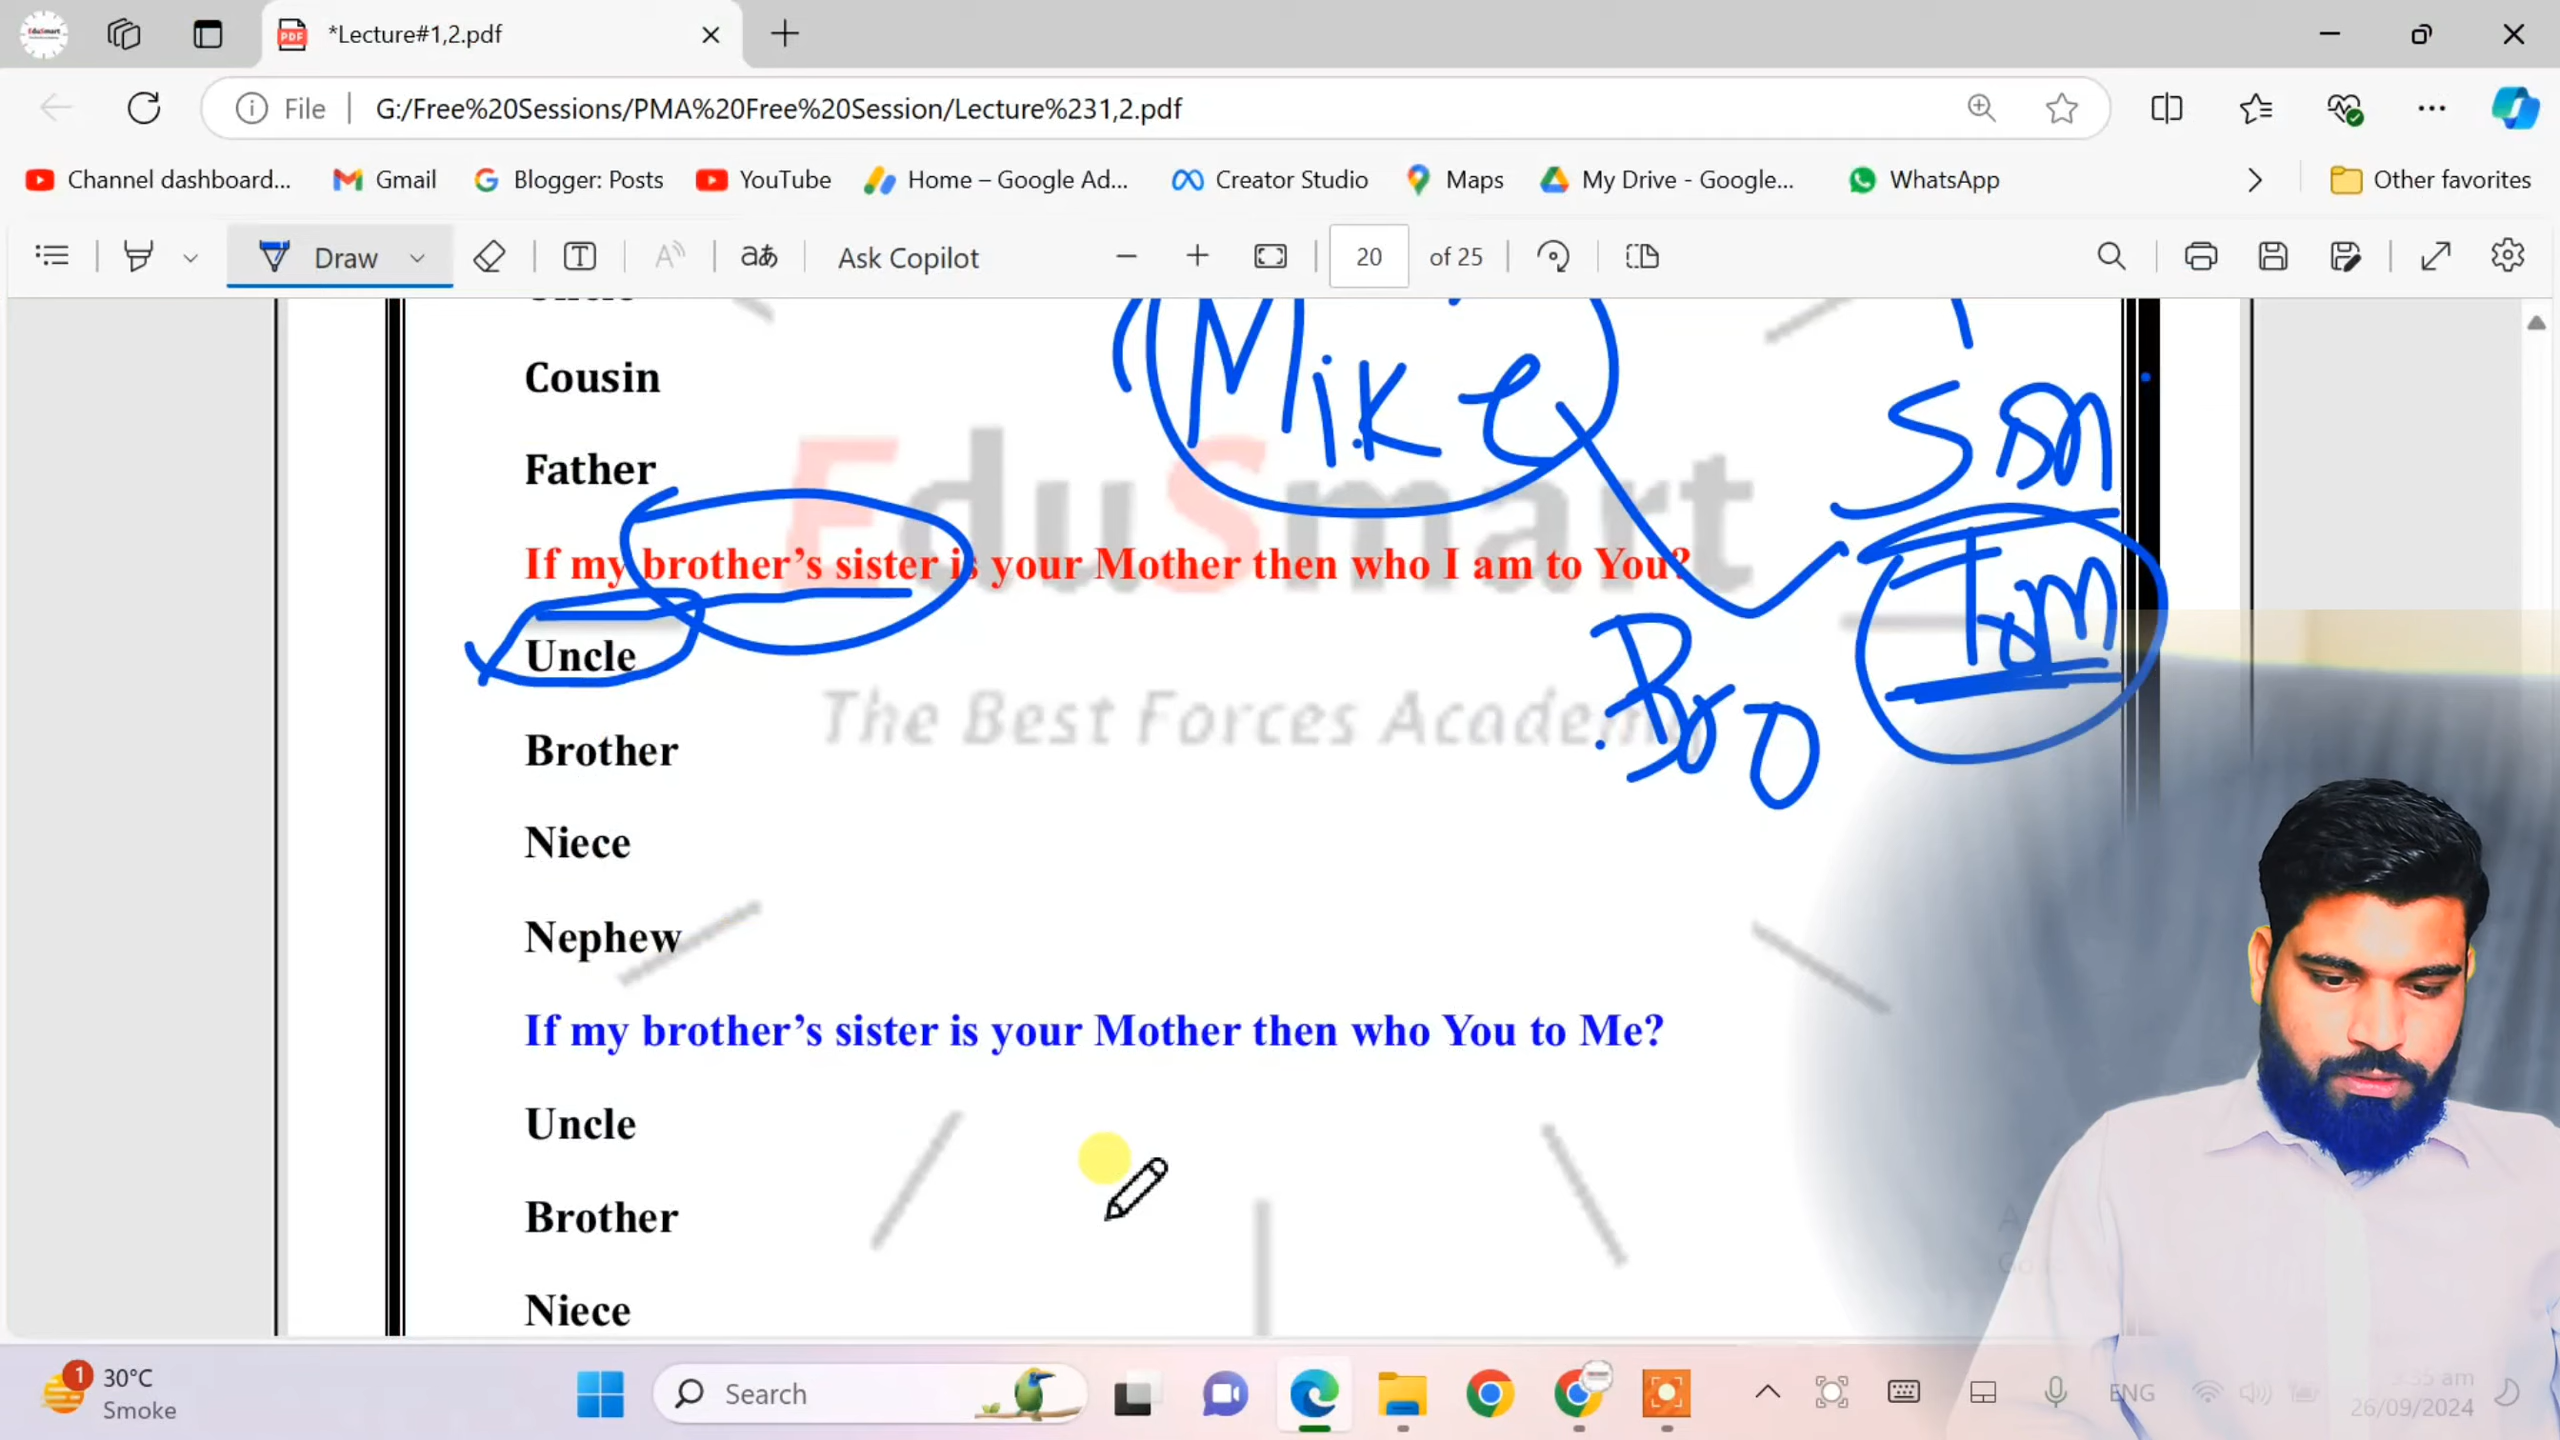 EduSmart
*Lecture#1,2.pdf
File
G:/Free%20Sessions/PMA%20Free%20Session/Lecture%231,2.pdf
Channel dashboard...
Gmail
Blogger: Posts
YouTube
Home – Google Ad...
Creator Studio
Maps
My Drive - Google...
WhatsApp
Other favorites
Draw
Ask Copilot
20
of 25
Mike
Cousin
Son
Father
EduSmart
If my brother’s sister is your Mother then who I am to You?
Tom
Uncle
The Best Forces Academy
Bro
Brother
Niece
Nephew
If my brother’s sister is your Mother then who You to Me?
Uncle
Brother
Niece
1
30°C
Smoke
Search
ENG
26/09/2024